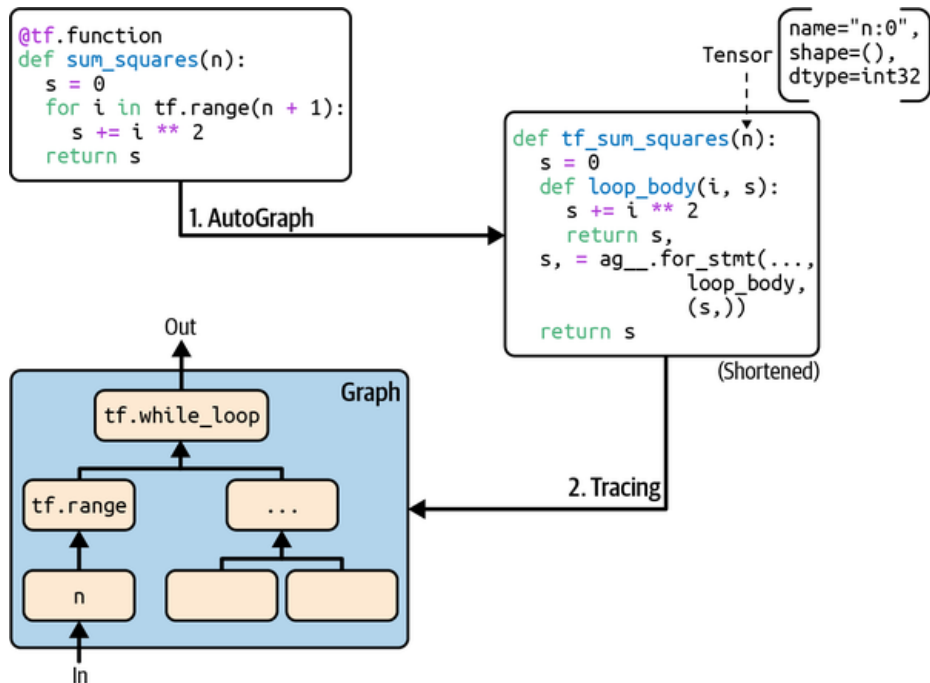 @tf.function
def sum_squares(n):
  s = 0
  for i in tf.range(n + 1):
    s += i ** 2
  return s
Tensor
name="n:0",
shape=(),
dtype=int32
1. AutoGraph
def tf_sum_squares(n):
  s = 0
  def loop_body(i, s):
    s += i ** 2
    return s,
  s, = ag__.for_stmt(...,
            loop_body,
            (s,))
  return s
(Shortened)
2. Tracing
Out
Graph
tf.while_loop
tf.range
...
n
In